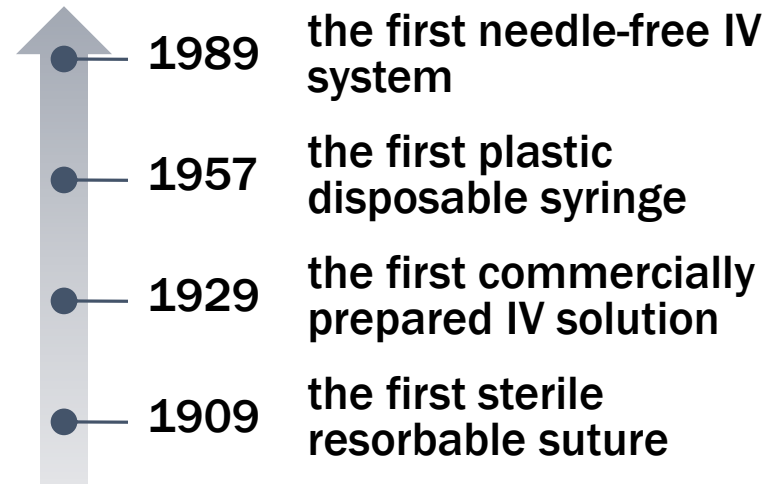 1989
the first needle-free IV
system
1957
the first plastic
disposable syringe
1929
the first commercially
prepared IV solution
1909
the first sterile
resorbable suture